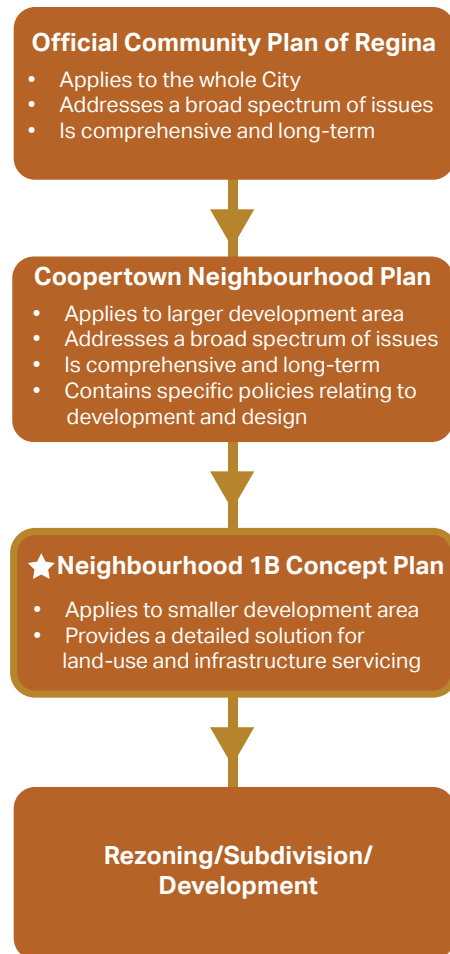 Official Community Plan of Regina
• Applies to the whole City
• Addresses a broad spectrum of issues
• Is comprehensive and long-term
Coopertown Neighbourhood Plan
• Applies to larger development area
• Addresses a broad spectrum of issues
• Is comprehensive and long-term
• Contains specific policies relating to
development and design
★Neighbourhood 1B Concept Plan
• Applies to smaller development area
• Provides a detailed solution for
land-use and infrastructure servicing
Rezoning/Subdivision/
Development